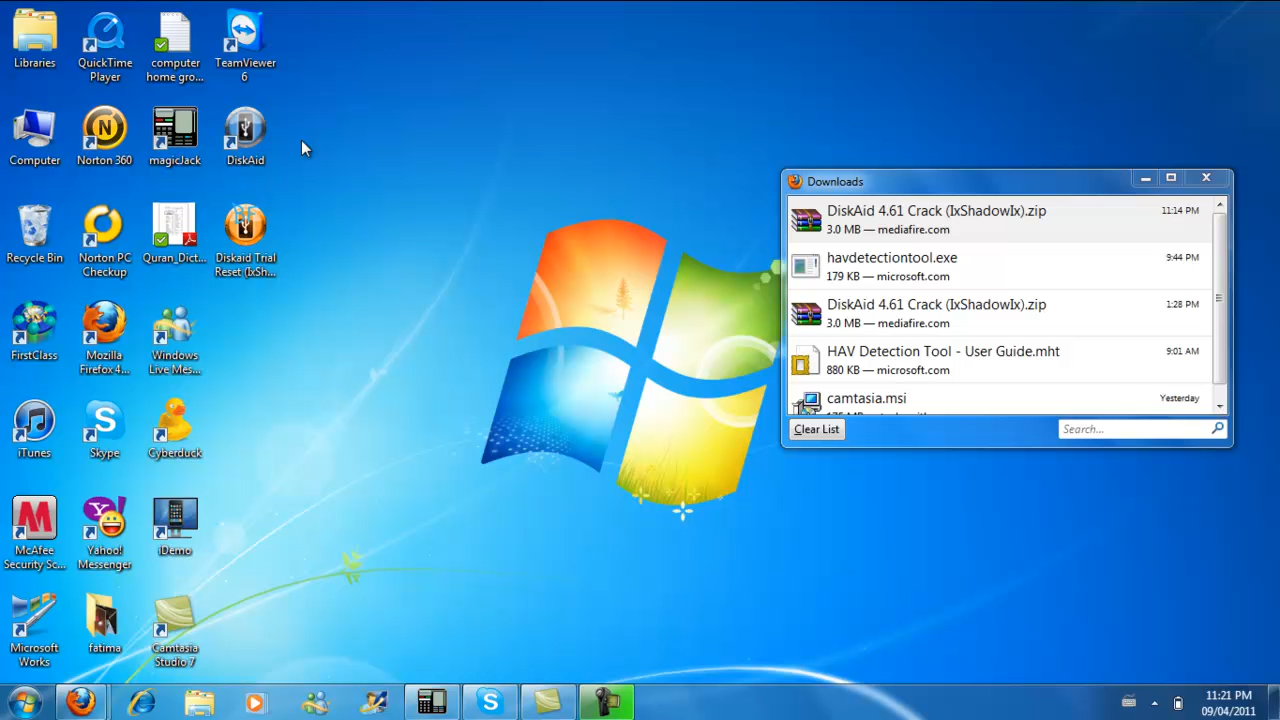 Libraries
QuickTime
Player
computer
home gro...
TeamViewer
6
Computer
Norton 360
magicJack
DiskAid
Recycle Bin
Norton PC
Checkup
Quran_Dict...
Diskaid Trial
Reset (IxSh...
FirstClass
Mozilla
Firefox 4...
Windows
Live Mes...
iTunes
Skype
Cyberduck
McAfee
Security Sc...
Yahoo!
Messenger
iDemo
Microsoft
Works
fatima
Camtasia
Studio 7
Downloads
DiskAid 4.61 Crack (IxShadowIx).zip 11:14 PM
3.0 MB — mediafire.com
havdetectiontool.exe 9:44 PM
179 KB — microsoft.com
DiskAid 4.61 Crack (IxShadowIx).zip 1:28 PM
3.0 MB — mediafire.com
HAV Detection Tool - User Guide.mht 9:01 AM
880 KB — microsoft.com
camtasia.msi Yesterday
Clear List
Search...
11:21 PM
09/04/2011